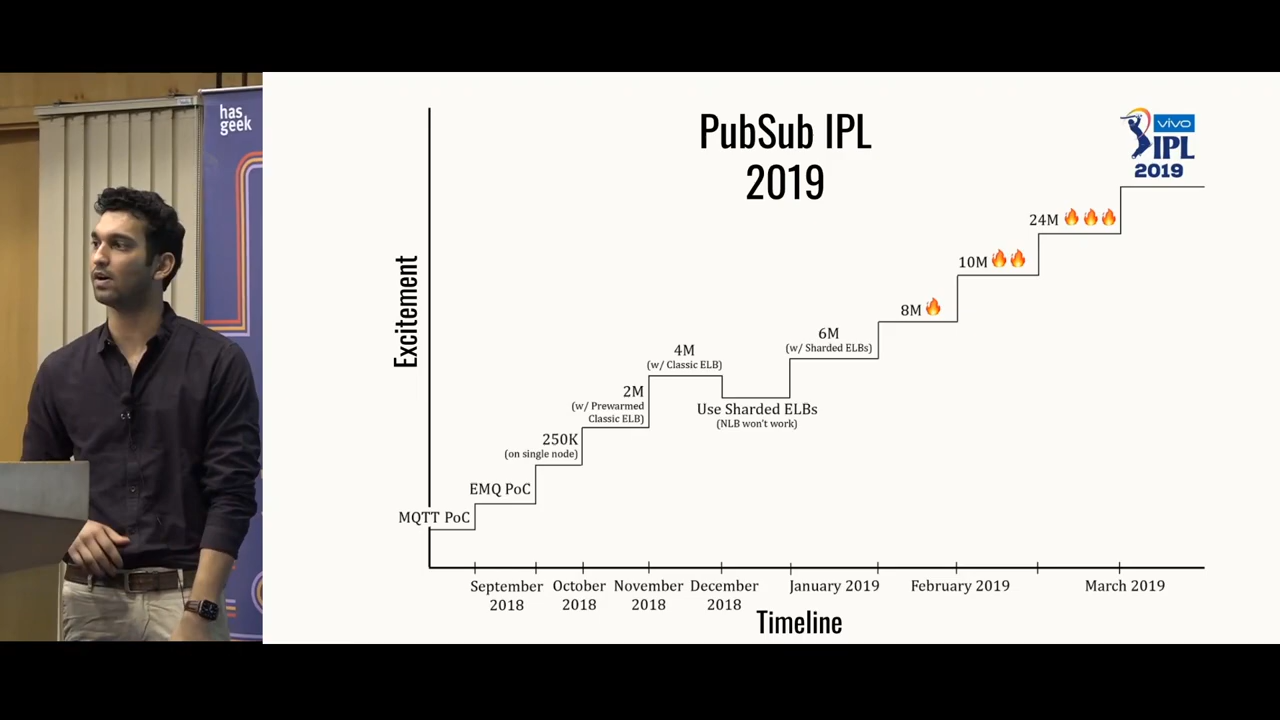 has
geek
PubSub IPL
2019
vivo
IPL
2019
Excitement
24M 🔥🔥🔥
10M 🔥🔥
8M 🔥
6M
(w/ Sharded ELBs)
4M
(w/ Classic ELB)
2M
(w/ Prewarmed
Classic ELB)
Use Sharded ELBs
(NLB won't work)
250K
(on single node)
EMQ PoC
MQTT PoC
September
2018
October
2018
November
2018
December
2018
January 2019
February 2019
March 2019
Timeline